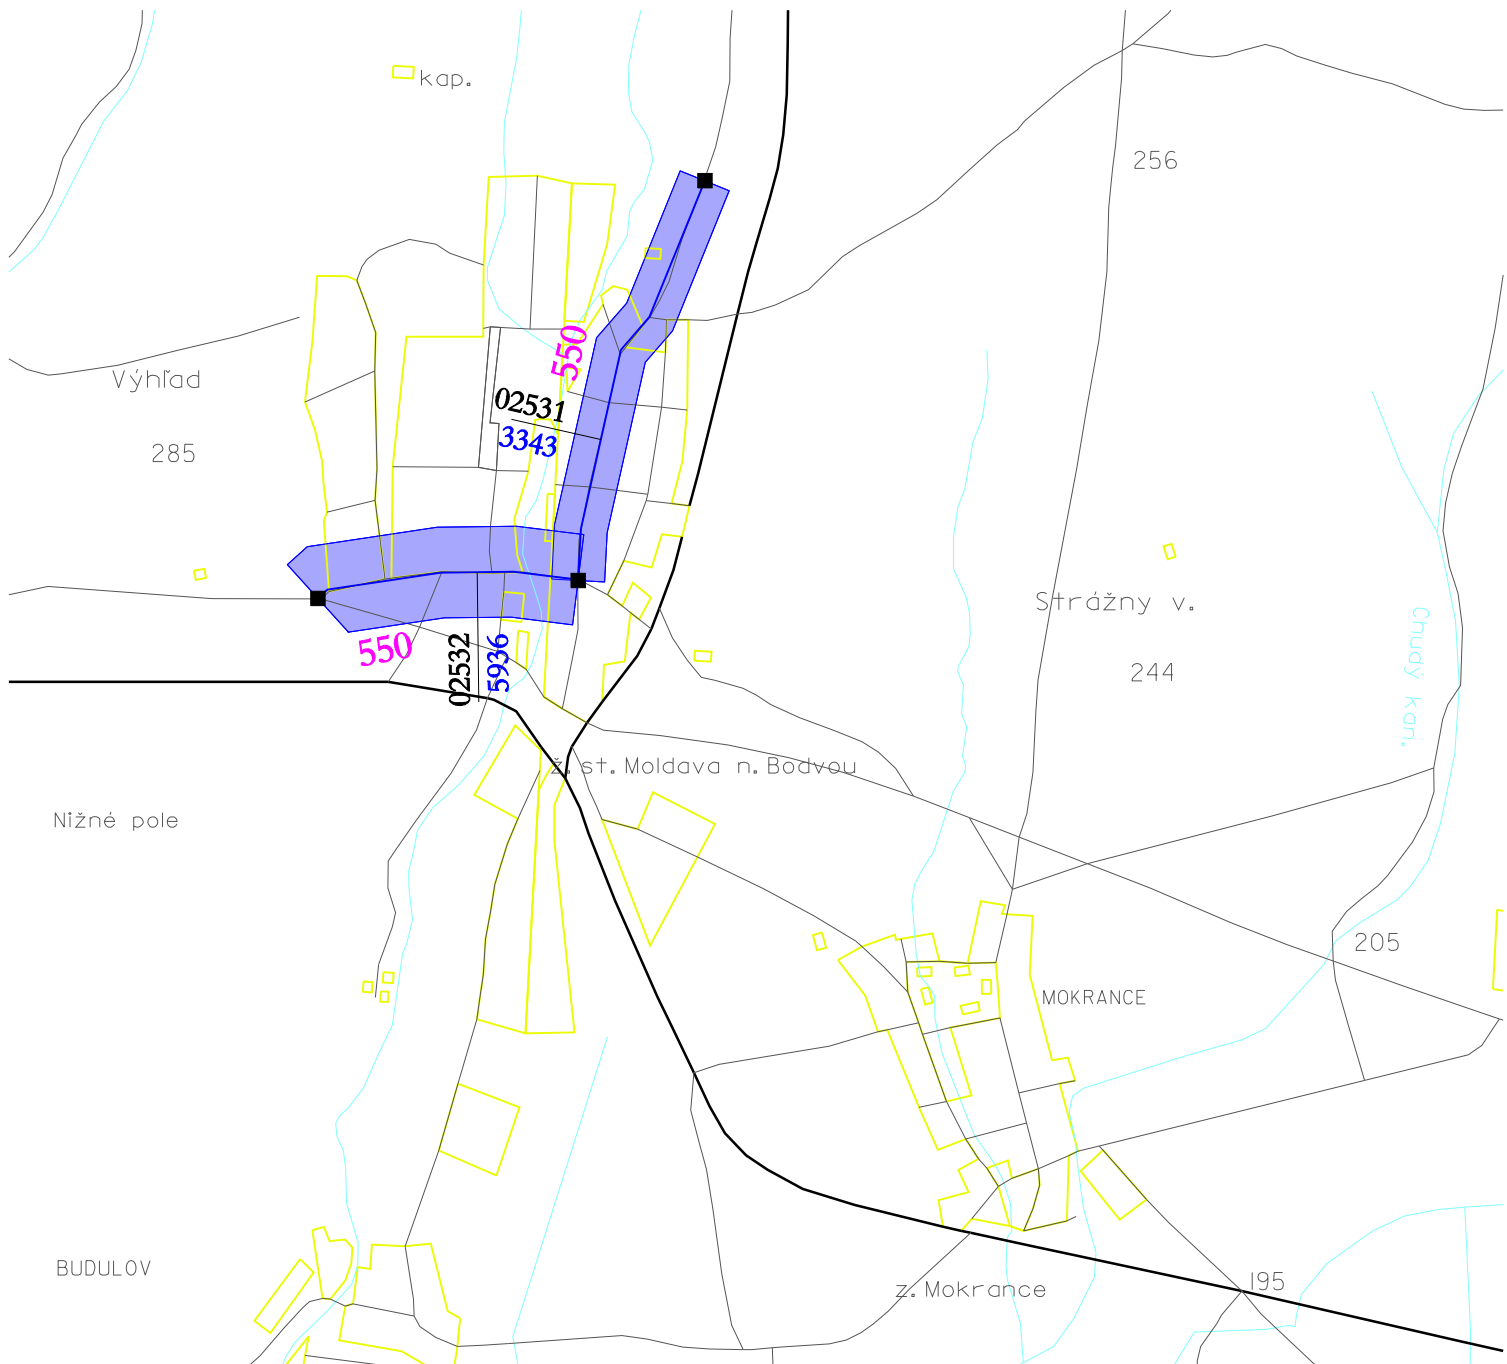 kap.
256
Výhľad
285
550
02531
3343
Strážny v.
244
Chudý kan.
550
02532
5936
ž. st. Moldava n. Bodvou
Nižné pole
205
MOKRANCE
BUDULOV
z. Mokrance
195